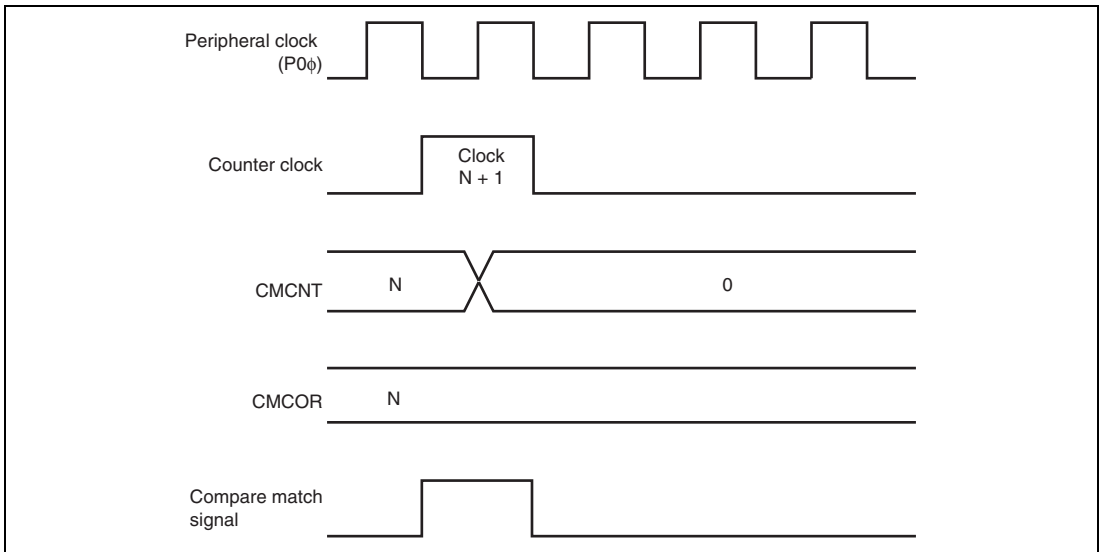 Peripheral clock
(P0ϕ)
Counter clock
Clock
N + 1
CMCNT
N
0
CMCOR
N
Compare match
signal